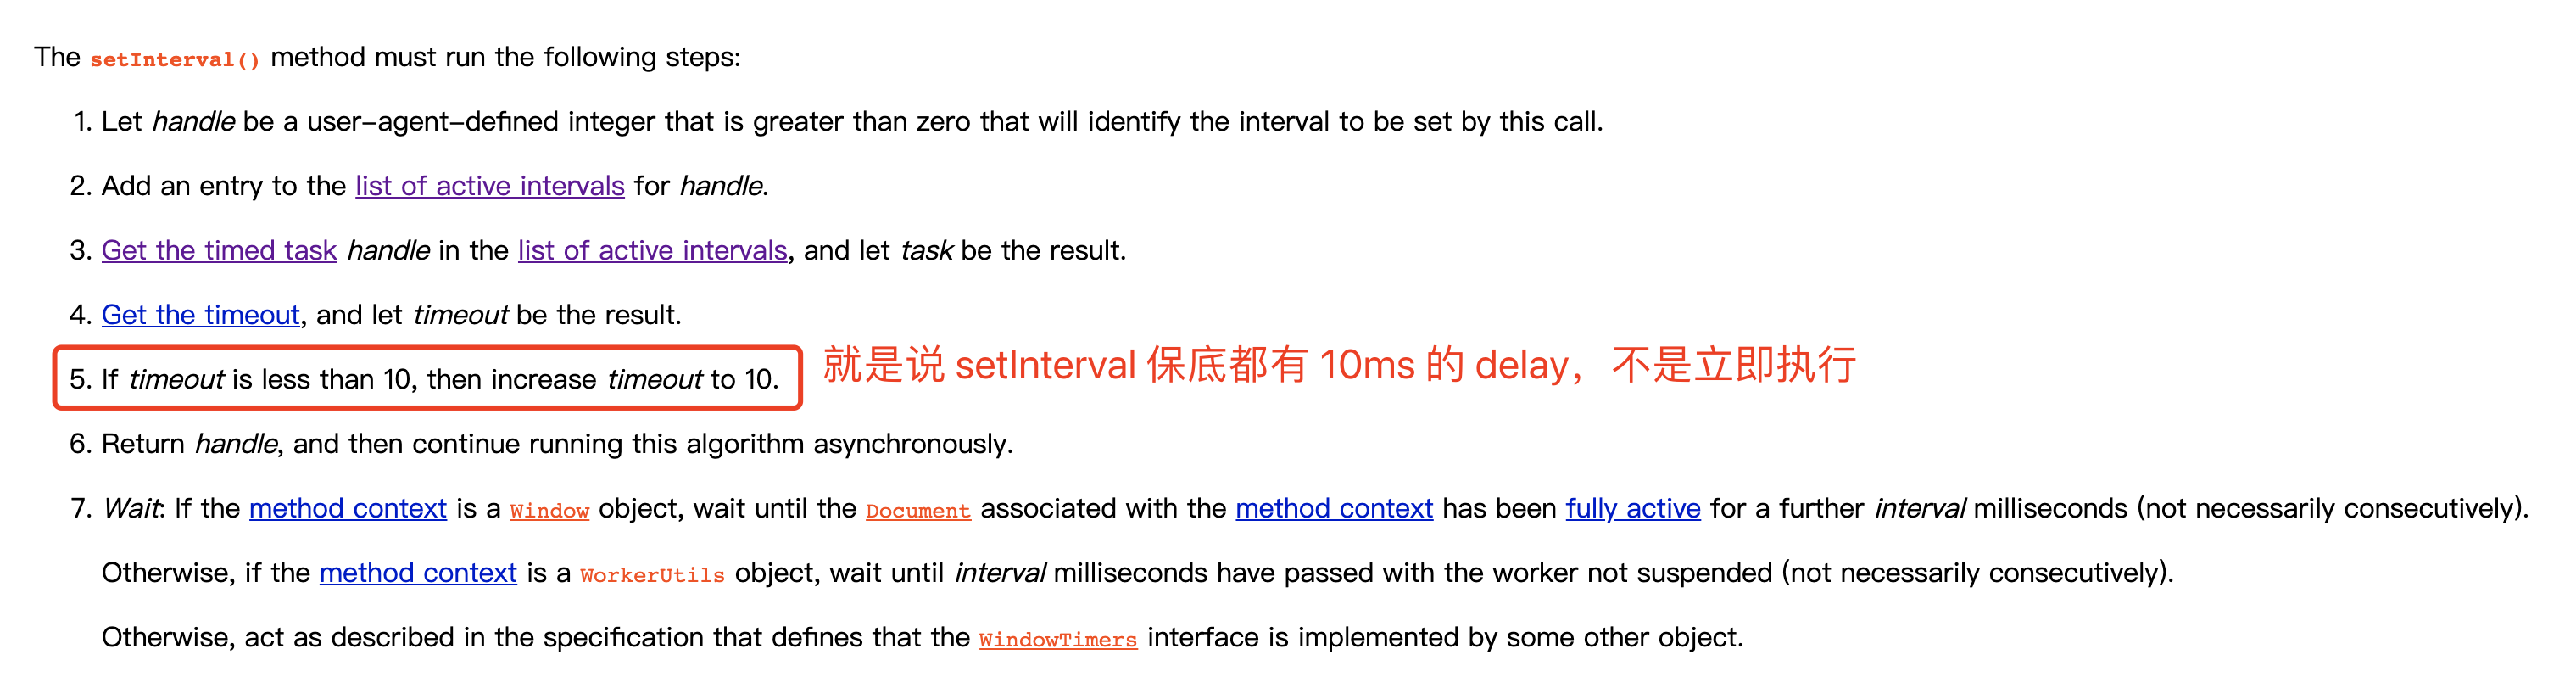 The setInterval() method must run the following steps:
1. Let handle be a user-agent-defined integer that is greater than zero that will identify the interval to be set by this call.
2. Add an entry to the list of active intervals for handle.
3. Get the timed task handle in the list of active intervals, and let task be the result.
4. Get the timeout, and let timeout be the result.
5. If timeout is less than 10, then increase timeout to 10.
就是说 setInterval 保底都有 10ms 的 delay，不是立即执行
6. Return handle, and then continue running this algorithm asynchronously.
7. Wait: If the method context is a Window object, wait until the Document associated with the method context has been fully active for a further interval milliseconds (not necessarily consecutively).
Otherwise, if the method context is a WorkerUtils object, wait until interval milliseconds have passed with the worker not suspended (not necessarily consecutively).
Otherwise, act as described in the specification that defines that the WindowTimers interface is implemented by some other object.